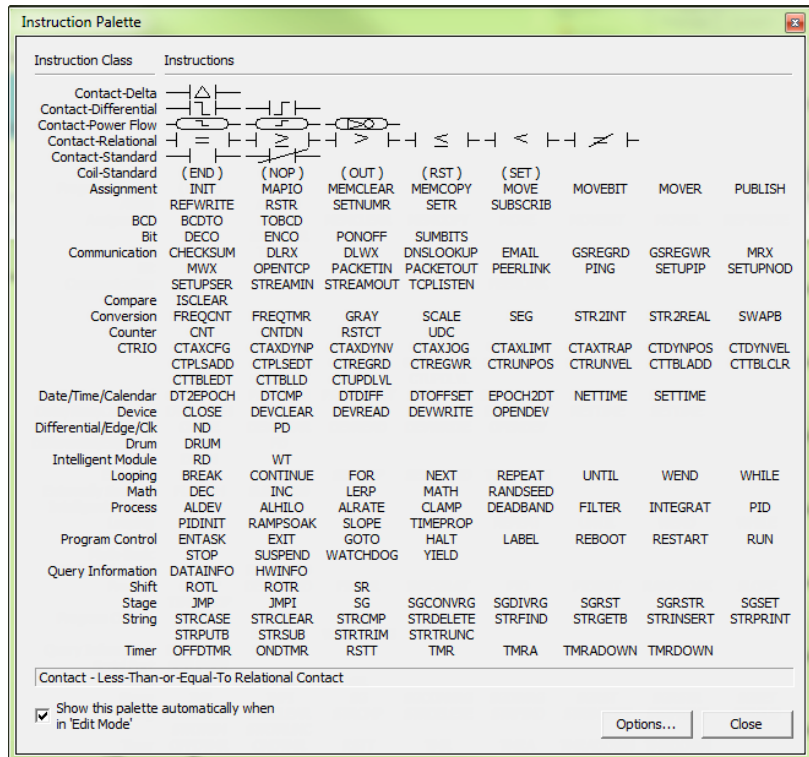 Instruction Palette
Instruction Class Instructions
Contact-Delta
Contact-Differential
Contact-Power Flow
Contact-Relational = ≥ > ≤ < ≠
Contact-Standard
Coil-Standard ( END ) ( NOP ) ( OUT ) ( RST ) ( SET )
Assignment INIT MAPIO MEMCLEAR MEMCOPY MOVE MOVEBIT MOVER PUBLISH
REFWRITE RSTR SETNUMR SETR SUBSCRIB
BCD BCDTO TOBCD
Bit DECO ENCO PONOFF SUMBITS
Communication CHECKSUM DLRX DLWX DNSLOOKUP EMAIL GSREGRD GSREGWR MRX
MWX OPENTCP PACKETIN PACKETOUT PEERLINK PING SETUPIP SETUPNOD
SETUPSER STREAMIN STREAMOUT TCPLISTEN
Compare ISCLEAR
Conversion FREQCNT FREQTMR GRAY SCALE SEG STR2INT STR2REAL SWAPB
Counter CNT CNTDN RSTCT UDC
CTRIO CTAXCFG CTAXDYNP CTAXDYNV CTAXJOG CTAXLIMT CTAXTRAP CTDYNPOS CTDYNVEL
CTPLSADD CTPLSEDT CTREGRD CTREGWR CTRUNPOS CTRUNVEL CTTBLADD CTTBLCLR
CTTBLEDT CTTBLLD CTUPDLVL
Date/Time/Calendar DT2EPOCH DTCMP DTDIFF DTOFFSET EPOCH2DT NETTIME SETTIME
Device CLOSE DEVCLEAR DEVREAD DEVWRITE OPENDEV
Differential/Edge/Clk ND PD
Drum DRUM
Intelligent Module RD WT
Looping BREAK CONTINUE FOR NEXT REPEAT UNTIL WEND WHILE
Math DEC INC LERP MATH RANDSEED
Process ALDEV ALHILO ALRATE CLAMP DEADBAND FILTER INTEGRAT PID
PIDINIT RAMPSOAK SLOPE TIMEPROP
Program Control ENTASK EXIT GOTO HALT LABEL REBOOT RESTART RUN
STOP SUSPEND WATCHDOG YIELD
Query Information DATAINFO HWINFO
Shift ROTL ROTR SR
Stage JMP JMPI SG SGCONVRG SGDIVRG SGRST SGRSTR SGSET
String STRCASE STRCLEAR STRCMP STRDELETE STRFIND STRGETB STRINSERT STRPRINT
STRPUTB STRSUB STRTRIM STRTRUNC
Timer OFFDTMR ONDTMR RSTT TMR TMRA TMRADOWN TMRDOWN
Contact - Less-Than-or-Equal-To Relational Contact
Show this palette automatically when
in 'Edit Mode'
Options... Close